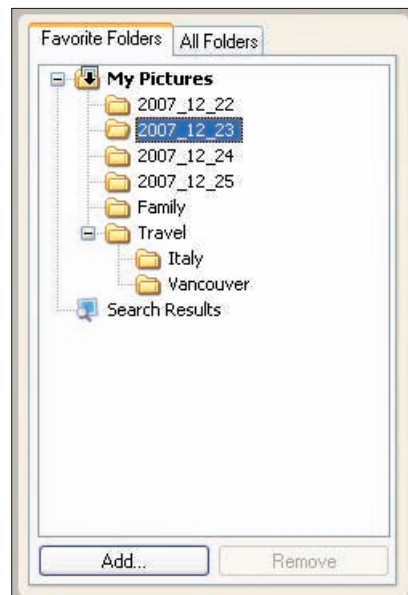 Favorite Folders All Folders
My Pictures
2007_12_22
2007_12_23
2007_12_24
2007_12_25
Family
Travel
Italy
Vancouver
Search Results
Add... Remove